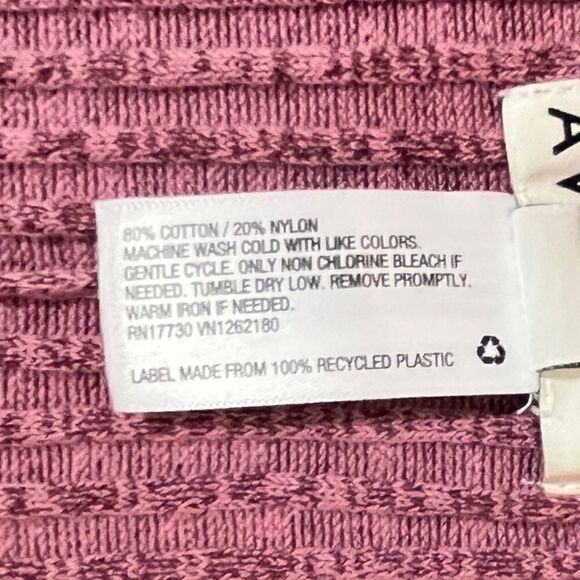 80% COTTON / 20% NYLON
MACHINE WASH COLD WITH LIKE COLORS.
GENTLE CYCLE. ONLY NON CHLORINE BLEACH IF
NEEDED. TUMBLE DRY LOW. REMOVE PROMPTLY.
WARM IRON IF NEEDED.
RN17730 VN1262180
LABEL MADE FROM 100% RECYCLED PLASTIC